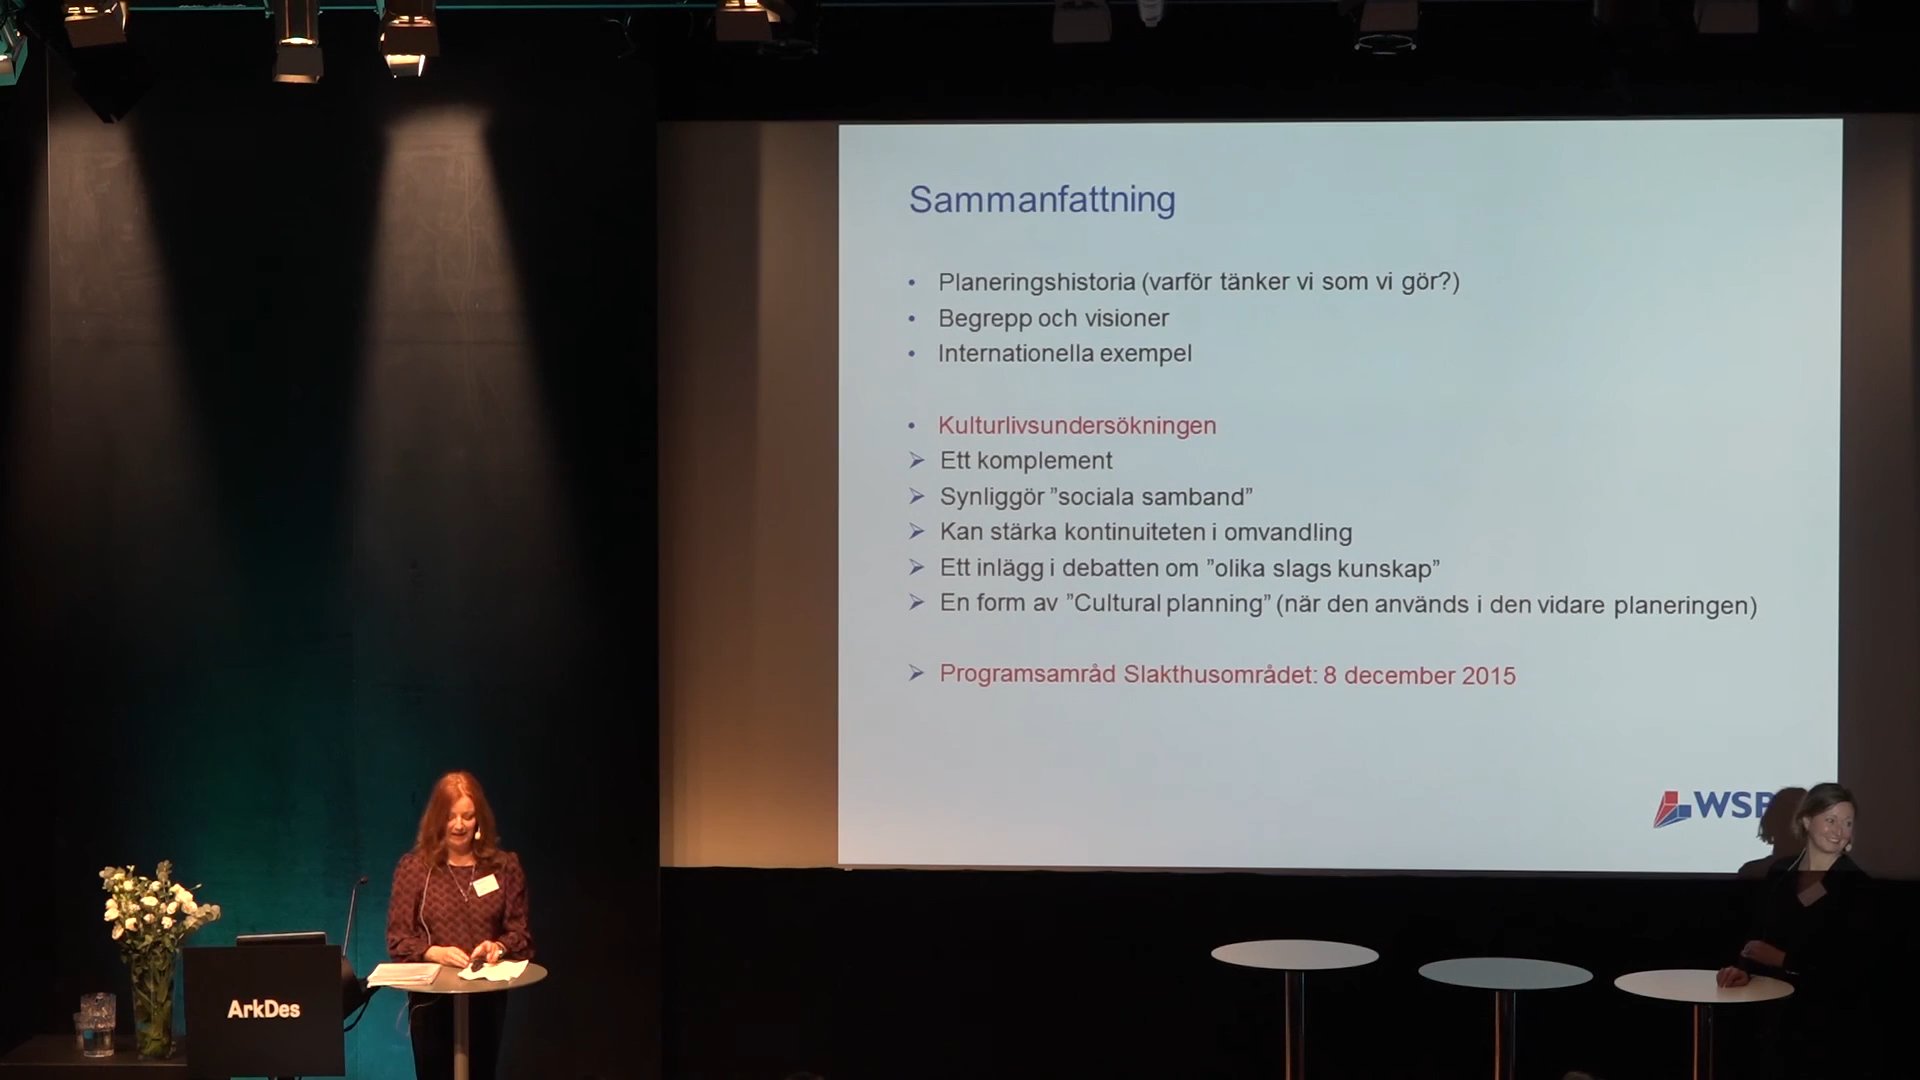 Sammanfattning
• Planeringshistoria (varför tänker vi som vi gör?)
• Begrepp och visioner
• Internationella exempel
• Kulturlivsundersökningen
➢ Ett komplement
➢ Synliggör ”sociala samband”
➢ Kan stärka kontinuiteten i omvandling
➢ Ett inlägg i debatten om ”olika slags kunskap”
➢ En form av ”Cultural planning” (när den används i den vidare planeringen)
➢ Programsamråd Slakthusområdet: 8 december 2015
WSP
ArkDes